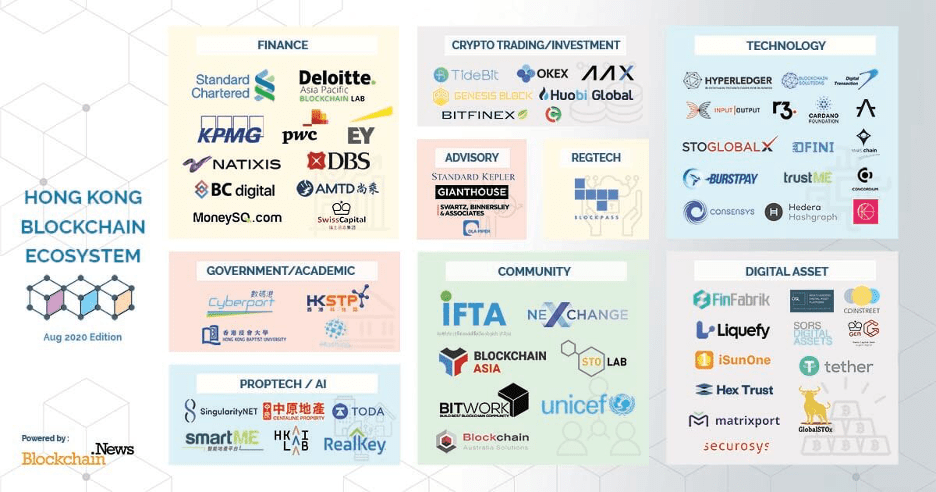 HONG KONG
BLOCKCHAIN
ECOSYSTEM
Aug 2020 Edition
Powered by :
Blockchain.News
FINANCE
Standard
Chartered
Deloitte.
Asia Pacific
BLOCKCHAIN LAB
KPMG
pwc
EY
NATIXIS
DBS
BC digital
AMTD 尚乘
MoneySQ.com
SwissCapital
CRYPTO TRADING/INVESTMENT
TideBit
OKEX
AAX
GENESIS BLOCK
Huobi Global
BITFINEX
TECHNOLOGY
HYPERLEDGER
BLOCKCHAIN
SOLUTIONS
Digital
Transaction
INPUT | OUTPUT
r3.
CARDANO
FOUNDATION
STOGLOBALX
DFINI
BURSTPAY
trustME
CONCORDIUM
CONSENSYS
Hedera
Hashgraph
ADVISORY
STANDARD KEPLER
GIANTHOUSE
SWARTZ, BINNERSLEY
& ASSOCIATES
DLA PIPER
REGTECH
BLOCKPASS
GOVERNMENT/ACADEMIC
數碼港
Cyberport
HKSTP
香港科技園
香港浸會大學
HONG KONG BAPTIST UNIVERSITY
COMMUNITY
IFTA
NEXCHANGE
BLOCKCHAIN
ASIA
STO LAB
BITWORK
unicef
Blockchain
Australia Solutions
DIGITAL ASSET
FinFabrik
OSL
COINSTREET
Liquefy
SORS
DIGITAL
ASSETS
iSunOne
tether
Hex Trust
matrixport
GlobalSTOx
securosys
PROPTECH / AI
SingularityNET
中原地產
CENTALINE PROPERTY
TODA
smartME
HKAI
LAB
RealKey